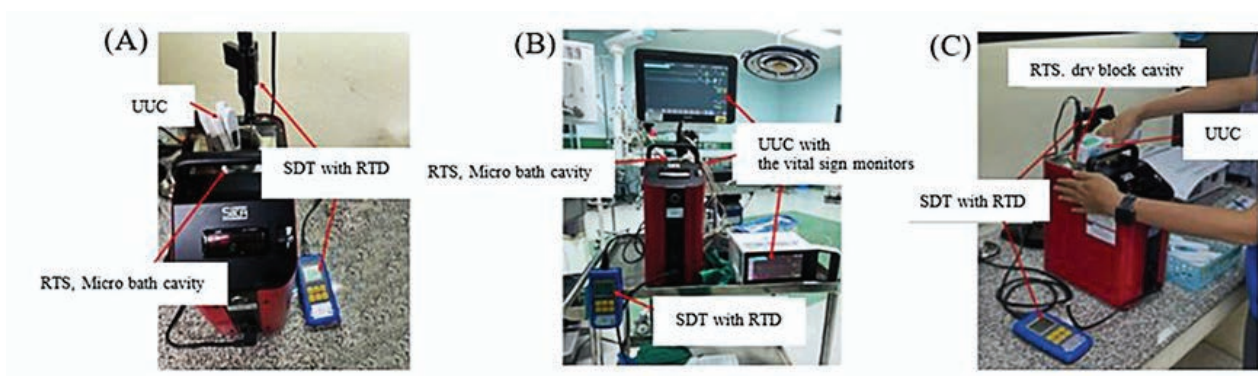 (A)
UUC
SDT with RTD
SIKA
RTS, Micro bath cavity
(B)
RTS, Micro bath cavity
UUC with
the vital sign monitors
SDT with RTD
(C)
RTS. dry block cavity
UUC
SDT with RTD